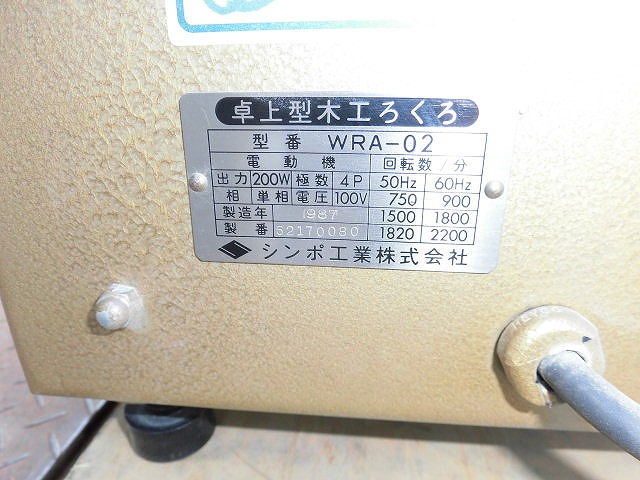 卓上型木工ろくろ
型番 WRA-02
電動機 回転数/分
出力 200W 極数 4P 50Hz 60Hz
相 単相 電圧 100V 750 900
製造年 1987 1500 1800
製番 62170080 1820 2200
シンポ工業株式会社